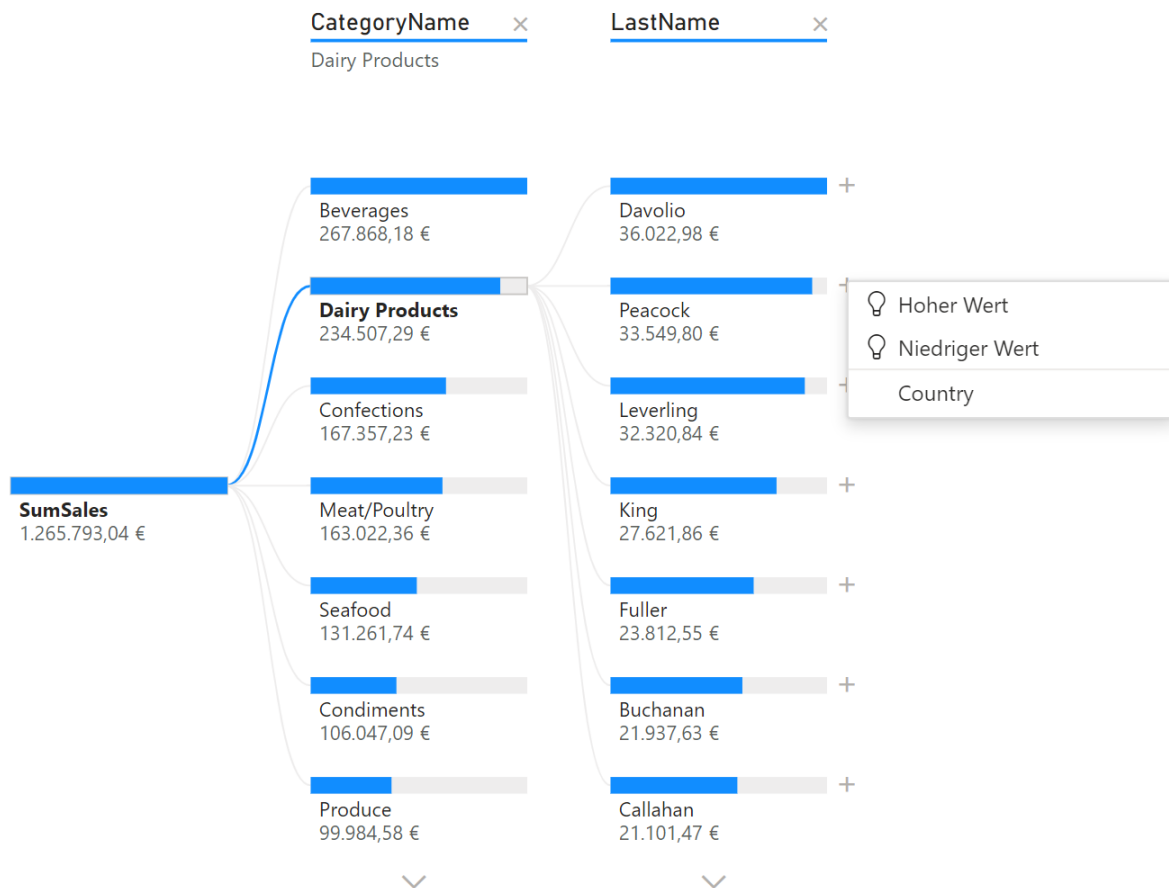 CategoryName
LastName
Dairy Products
Beverages
267.868,18 €
Davolio
36.022,98 €
Dairy Products
234.507,29 €
Peacock
33.549,80 €
Hoher Wert
Niedriger Wert
Country
Confections
167.357,23 €
Leverling
32.320,84 €
SumSales
1.265.793,04 €
Meat/Poultry
163.022,36 €
King
27.621,86 €
Seafood
131.261,74 €
Fuller
23.812,55 €
Condiments
106.047,09 €
Buchanan
21.937,63 €
Produce
99.984,58 €
Callahan
21.101,47 €